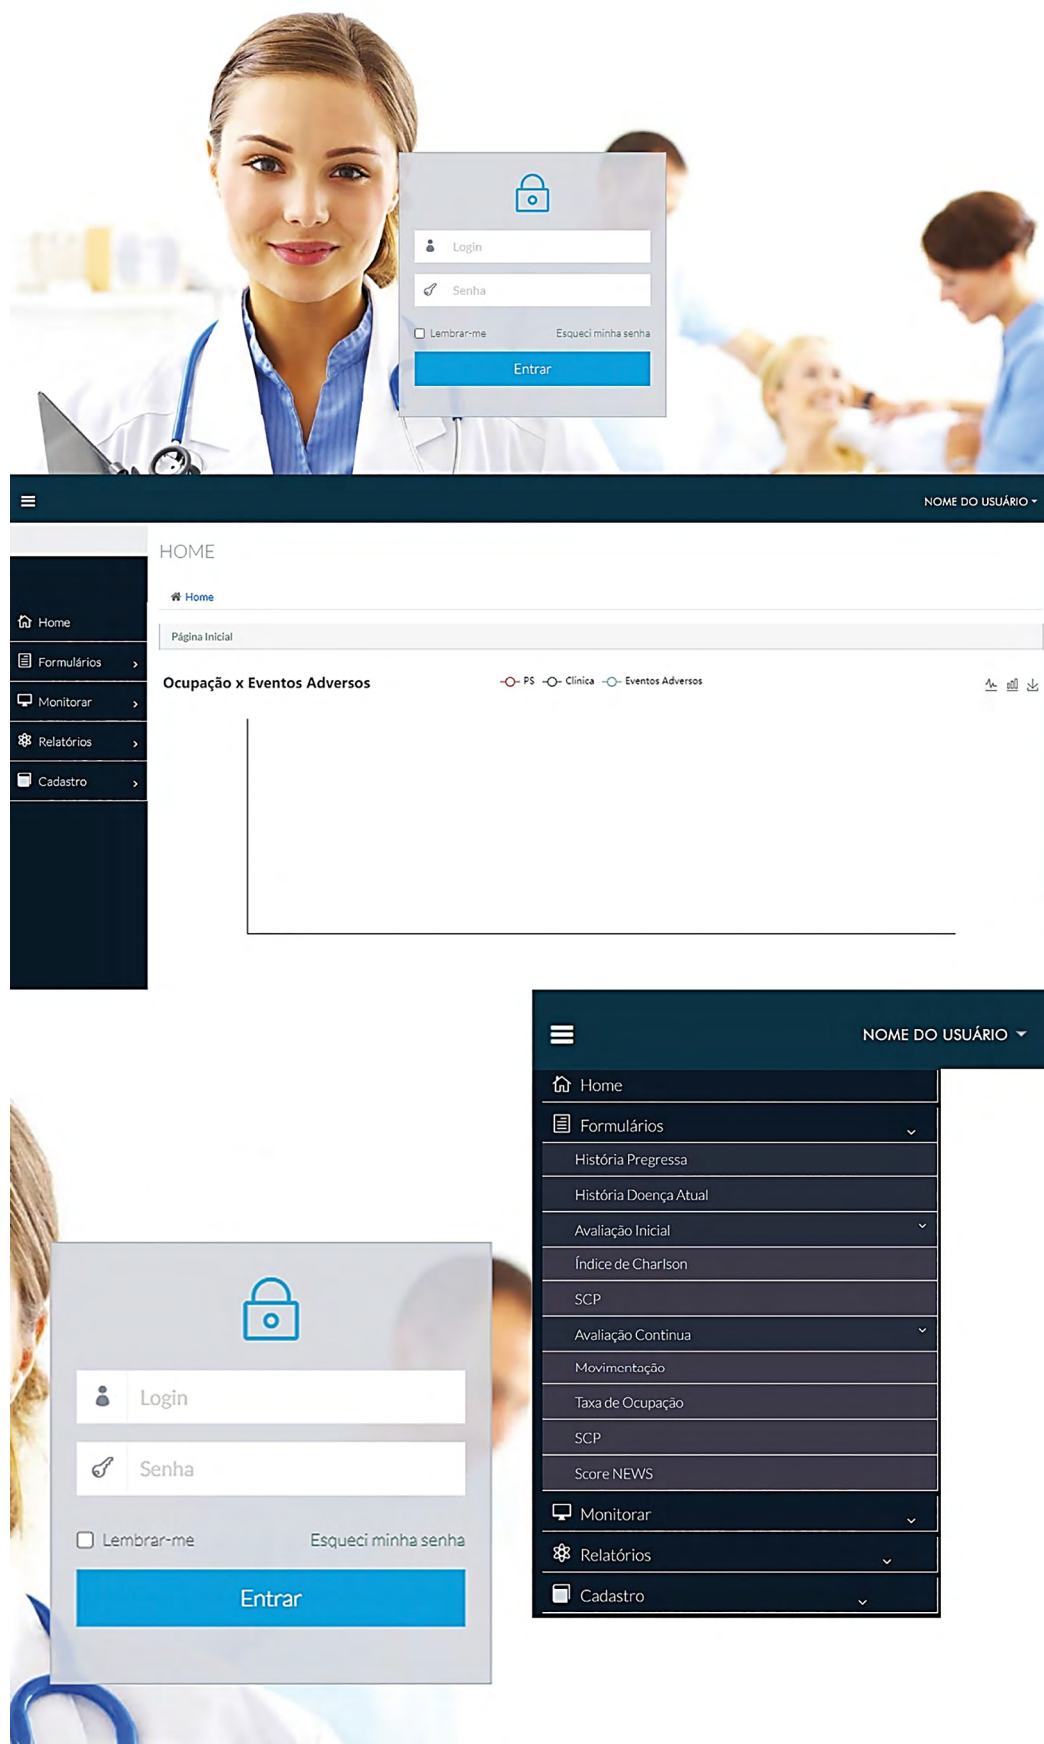 Login
Senha
Lembrar-me Esqueci minha senha
Entrar
NOME DO USUÁRIO
HOME
Home
Home
Página Inicial
Formulários
Ocupação x Eventos Adversos
PS Clínica Eventos Adversos
Monitorar
Relatórios
Cadastro
NOME DO USUÁRIO
Home
Formulários
História Pregressa
História Doença Atual
Avaliação Inicial
Índice de Charlson
SCP
Avaliação Continua
Movimentação
Taxa de Ocupação
SCP
Score NEWS
Monitorar
Relatórios
Cadastro
Login
Senha
Lembrar-me Esqueci minha senha
Entrar